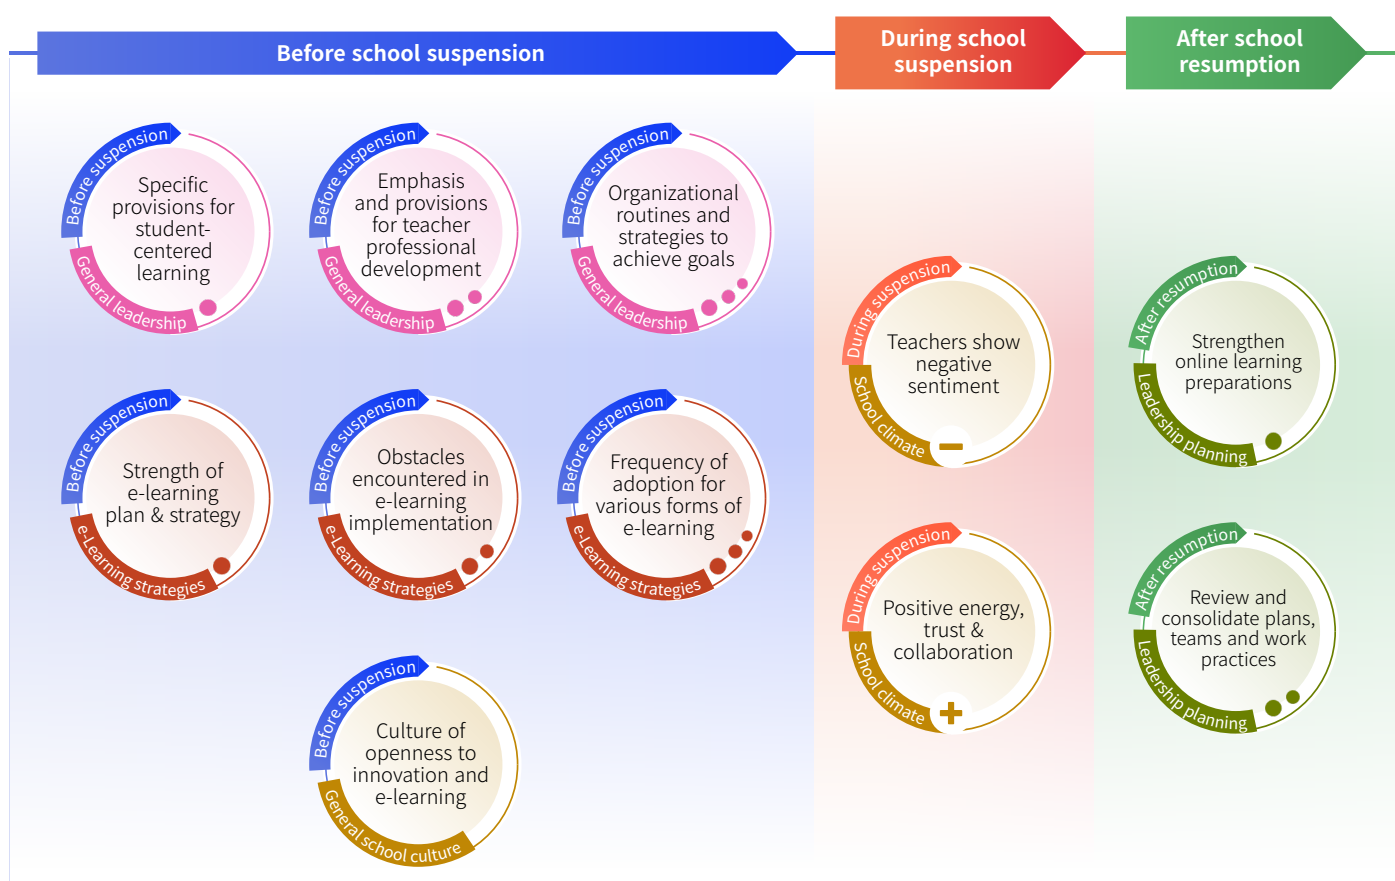 Before school suspension
During school
suspension
After school
resumption
Before suspension
Specific
provisions for
student-
centered
learning
General leadership
Before suspension
Emphasis
and provisions
for teacher
professional
development
General leadership
Before suspension
Organizational
routines and
strategies to
achieve goals
General leadership
Before suspension
Strength of
e-learning
plan & strategy
e-Learning strategies
Before suspension
Obstacles
encountered in
e-learning
implementation
e-Learning strategies
Before suspension
Frequency of
adoption for
various forms of
e-learning
e-Learning strategies
Before suspension
Culture of
openness to
innovation and
e-learning
General school culture
During suspension
Teachers show
negative
sentiment
School climate
During suspension
Positive energy,
trust &
collaboration
School climate
After resumption
Strengthen
online learning
preparations
Leadership planning
After resumption
Review and
consolidate plans,
teams and work
practices
Leadership planning